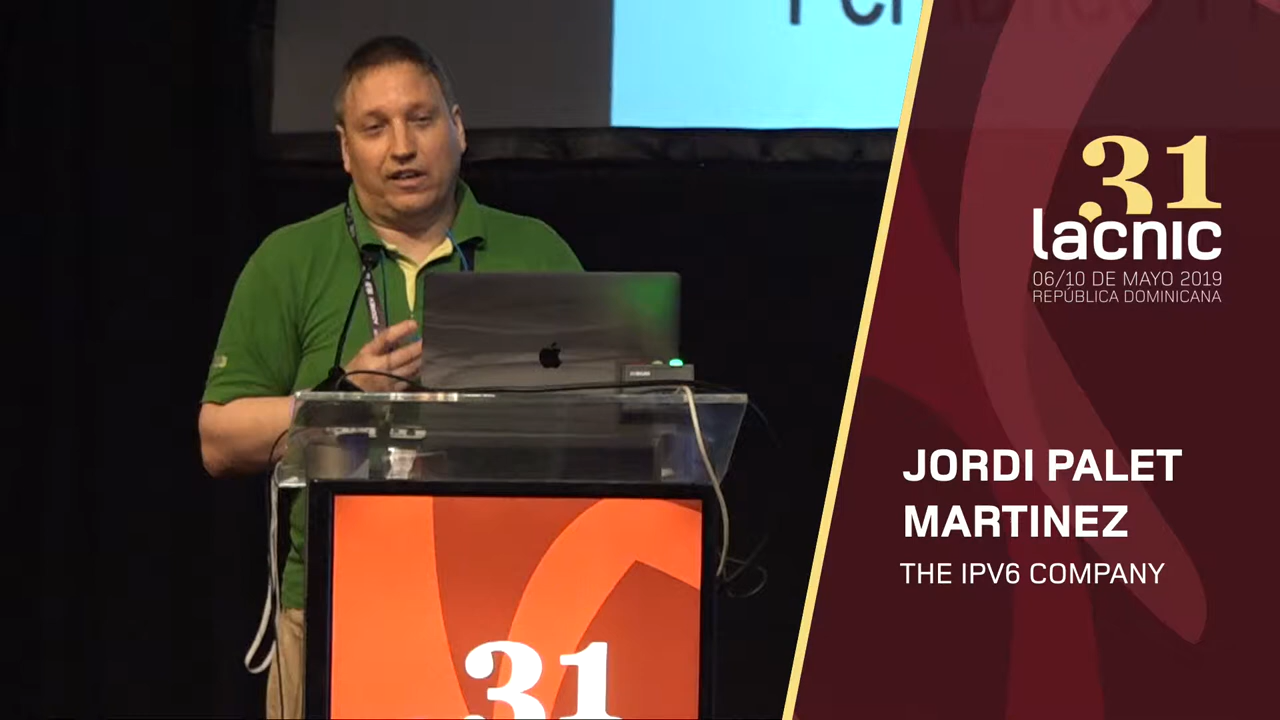 31
lacnic
06/10 DE MAYO 2019
REPÚBLICA DOMINICANA
JORDI PALET
MARTINEZ
THE IPV6 COMPANY
31